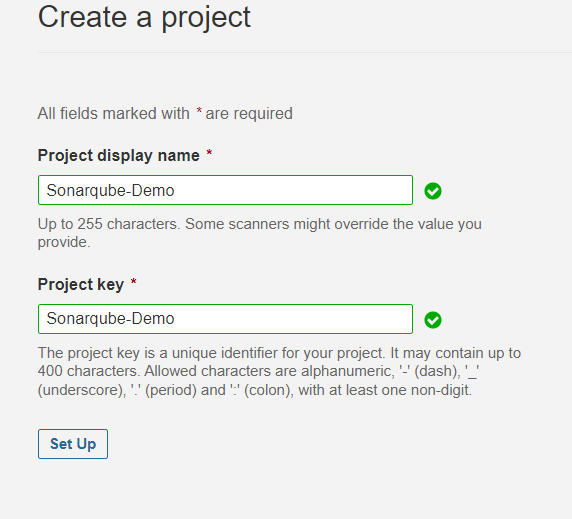 Create a project
All fields marked with * are required
Project display name *
Sonarqube-Demo
Up to 255 characters. Some scanners might override the value you
provide.
Project key *
Sonarqube-Demo
The project key is a unique identifier for your project. It may contain up to
400 characters. Allowed characters are alphanumeric, '-' (dash), '_'
(underscore), '.' (period) and ':' (colon), with at least one non-digit.
Set Up